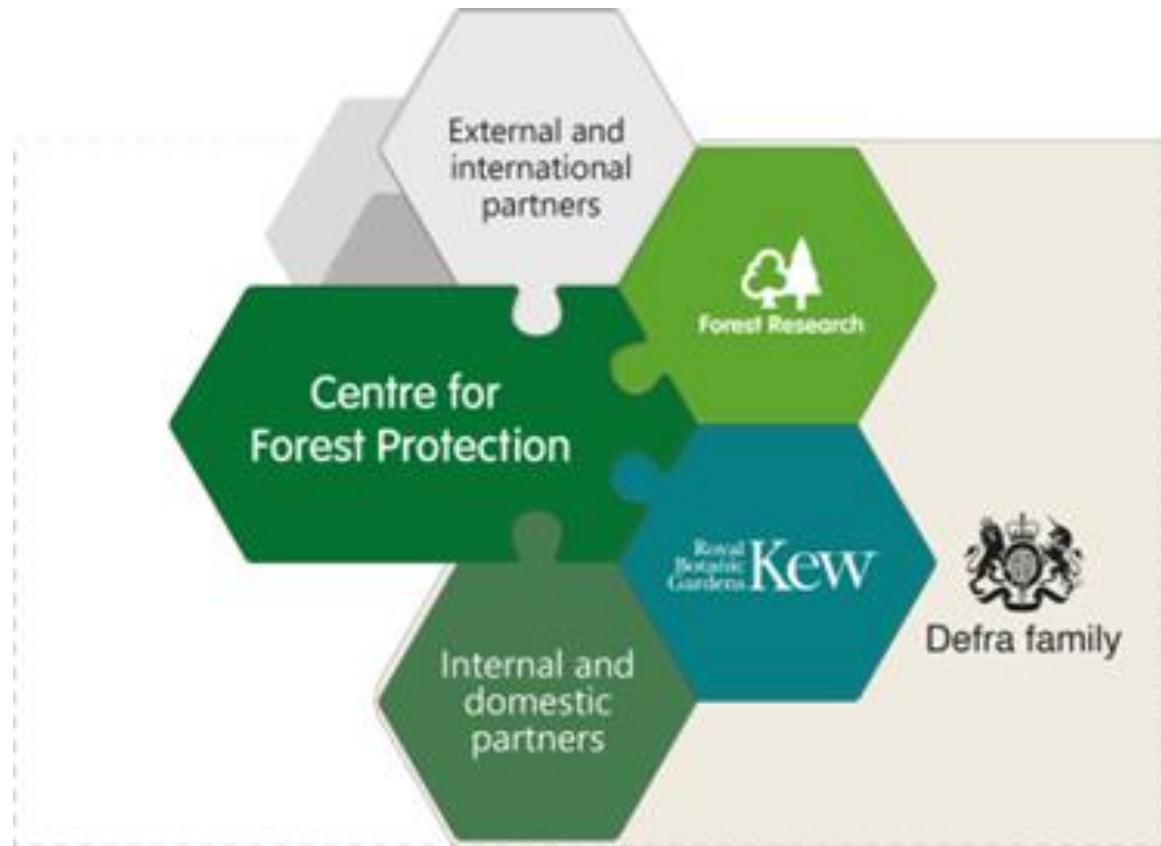 External and
international
partners
Forest Research
Centre for
Forest Protection
Royal
Botanic
Gardens
Kew
Defra family
Internal and
domestic
partners